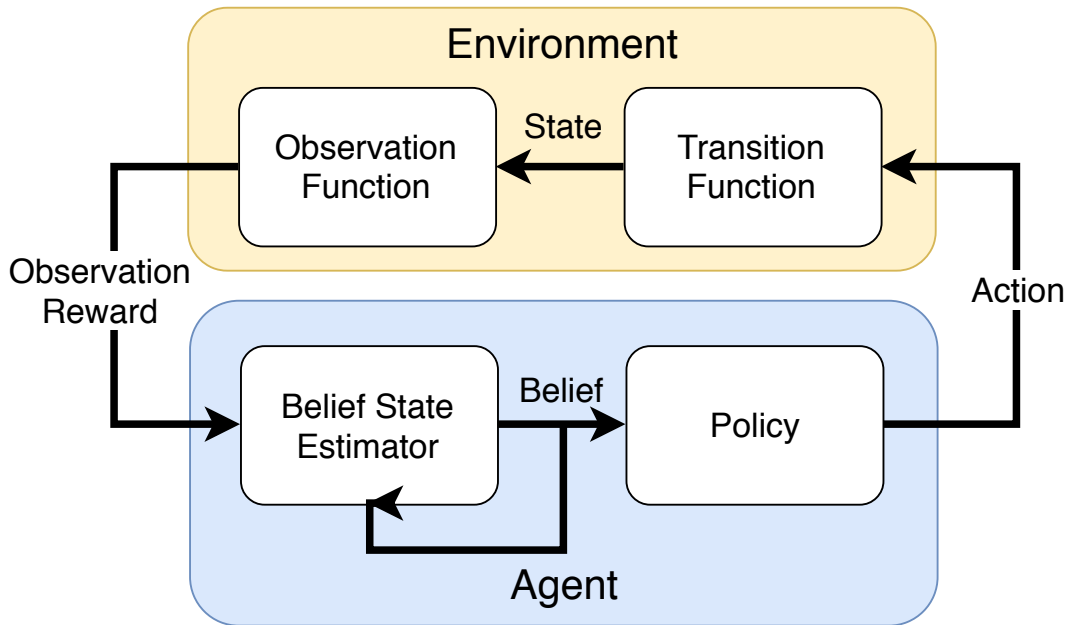 Environment
Observation
Function
State
Transition
Function
Observation
Reward
Action
Belief State
Estimator
Belief
Policy
Agent